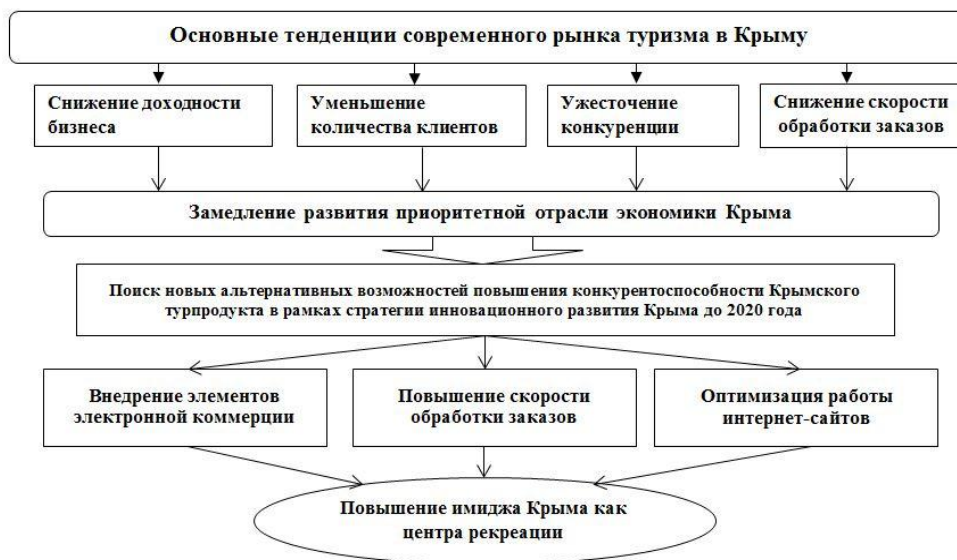 Основные тенденции современного рынка туризма в Крыму
Снижение доходности
бизнеса
Уменьшение
количества клиентов
Ужесточение
конкуренции
Снижение скорости
обработки заказов
Замедление развития приоритетной отрасли экономики Крыма
Поиск новых альтернативных возможностей повышения конкурентоспособности Крымского
турпродукта в рамках стратегии инновационного развития Крыма до 2020 года
Внедрение элементов
электронной коммерции
Повышение скорости
обработки заказов
Оптимизация работы
интернет-сайтов
Повышение имиджа Крыма как
центра рекреации